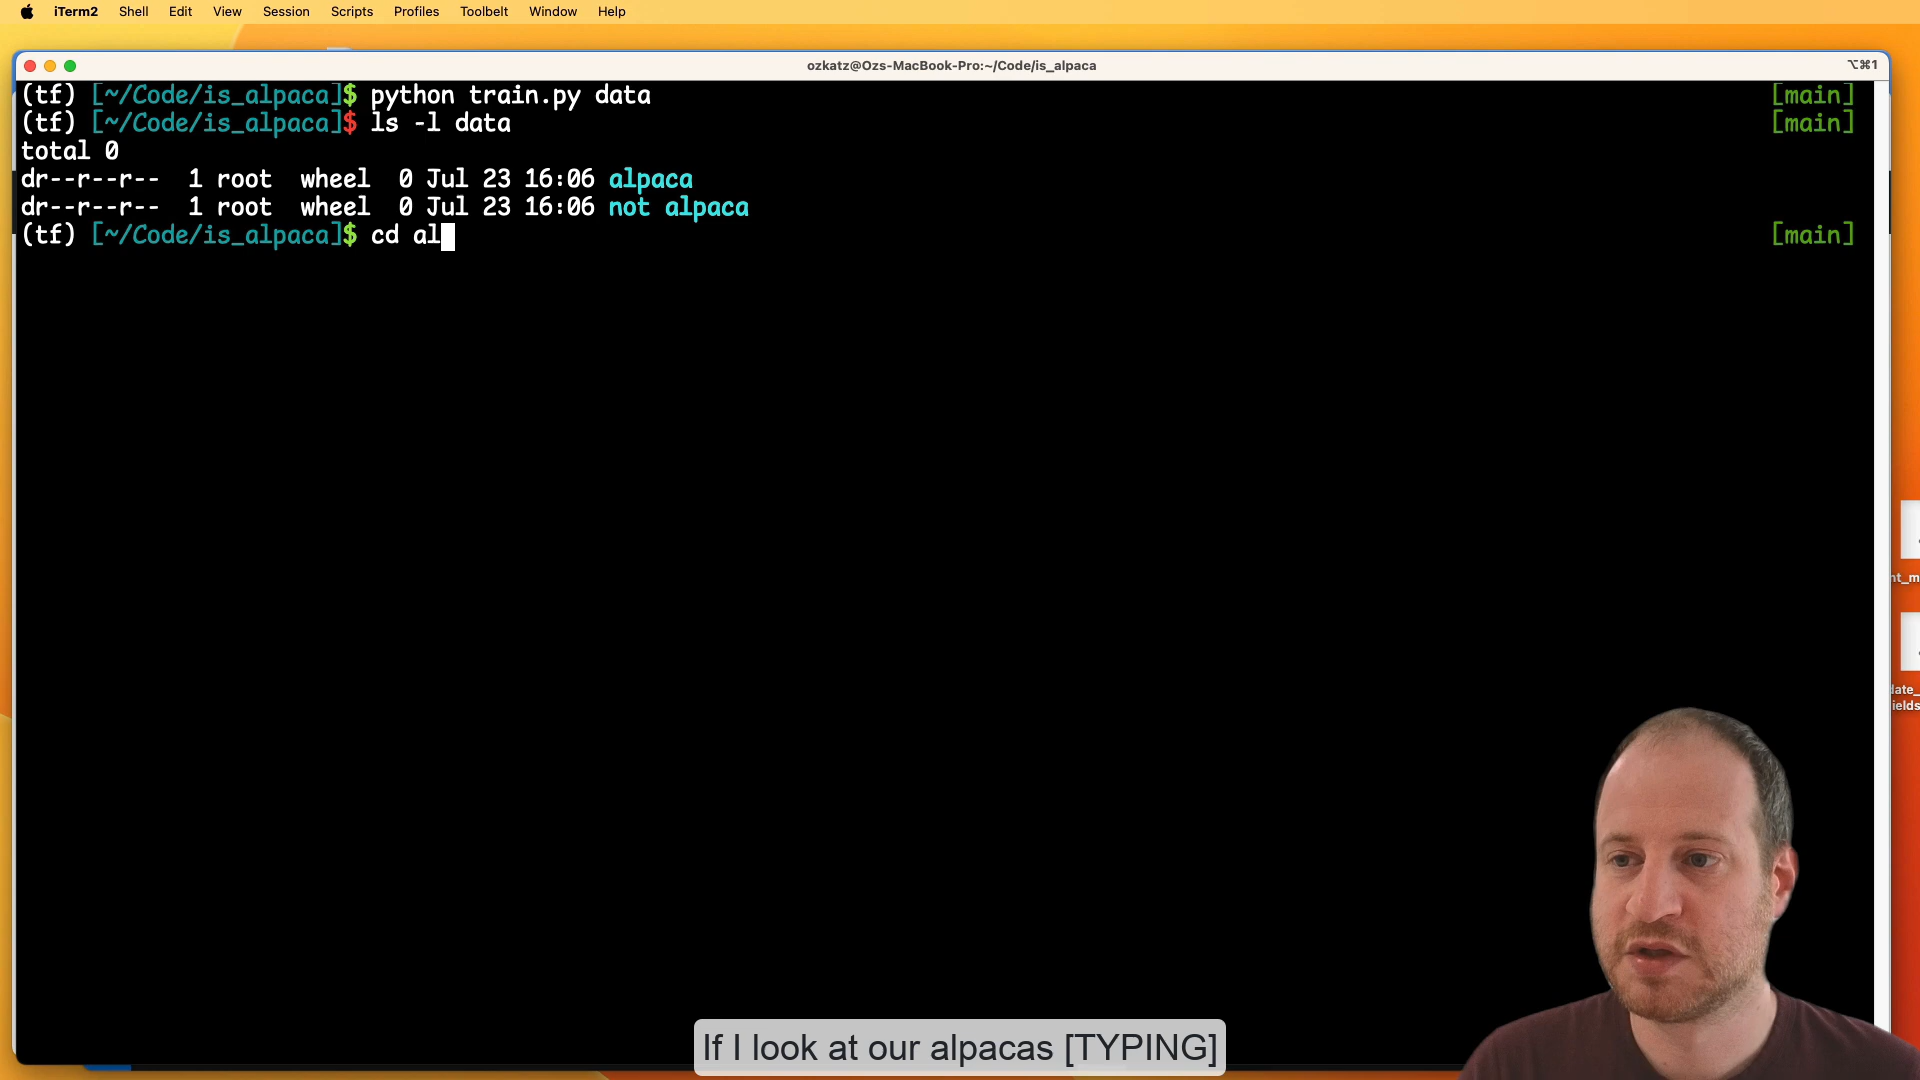 iTerm2 Shell Edit View Session Scripts Profiles Toolbelt Window Help
ozkatz@Ozs-MacBook-Pro:~/Code/is_alpaca ⌥⌘1
(tf) [~/Code/is_alpaca]$ python train.py data [main]
(tf) [~/Code/is_alpaca]$ ls -l data [main]
total 0
dr--r--r-- 1 root wheel 0 Jul 23 16:06 alpaca
dr--r--r-- 1 root wheel 0 Jul 23 16:06 not alpaca
(tf) [~/Code/is_alpaca]$ cd al [main]
If I look at our alpacas [TYPING]